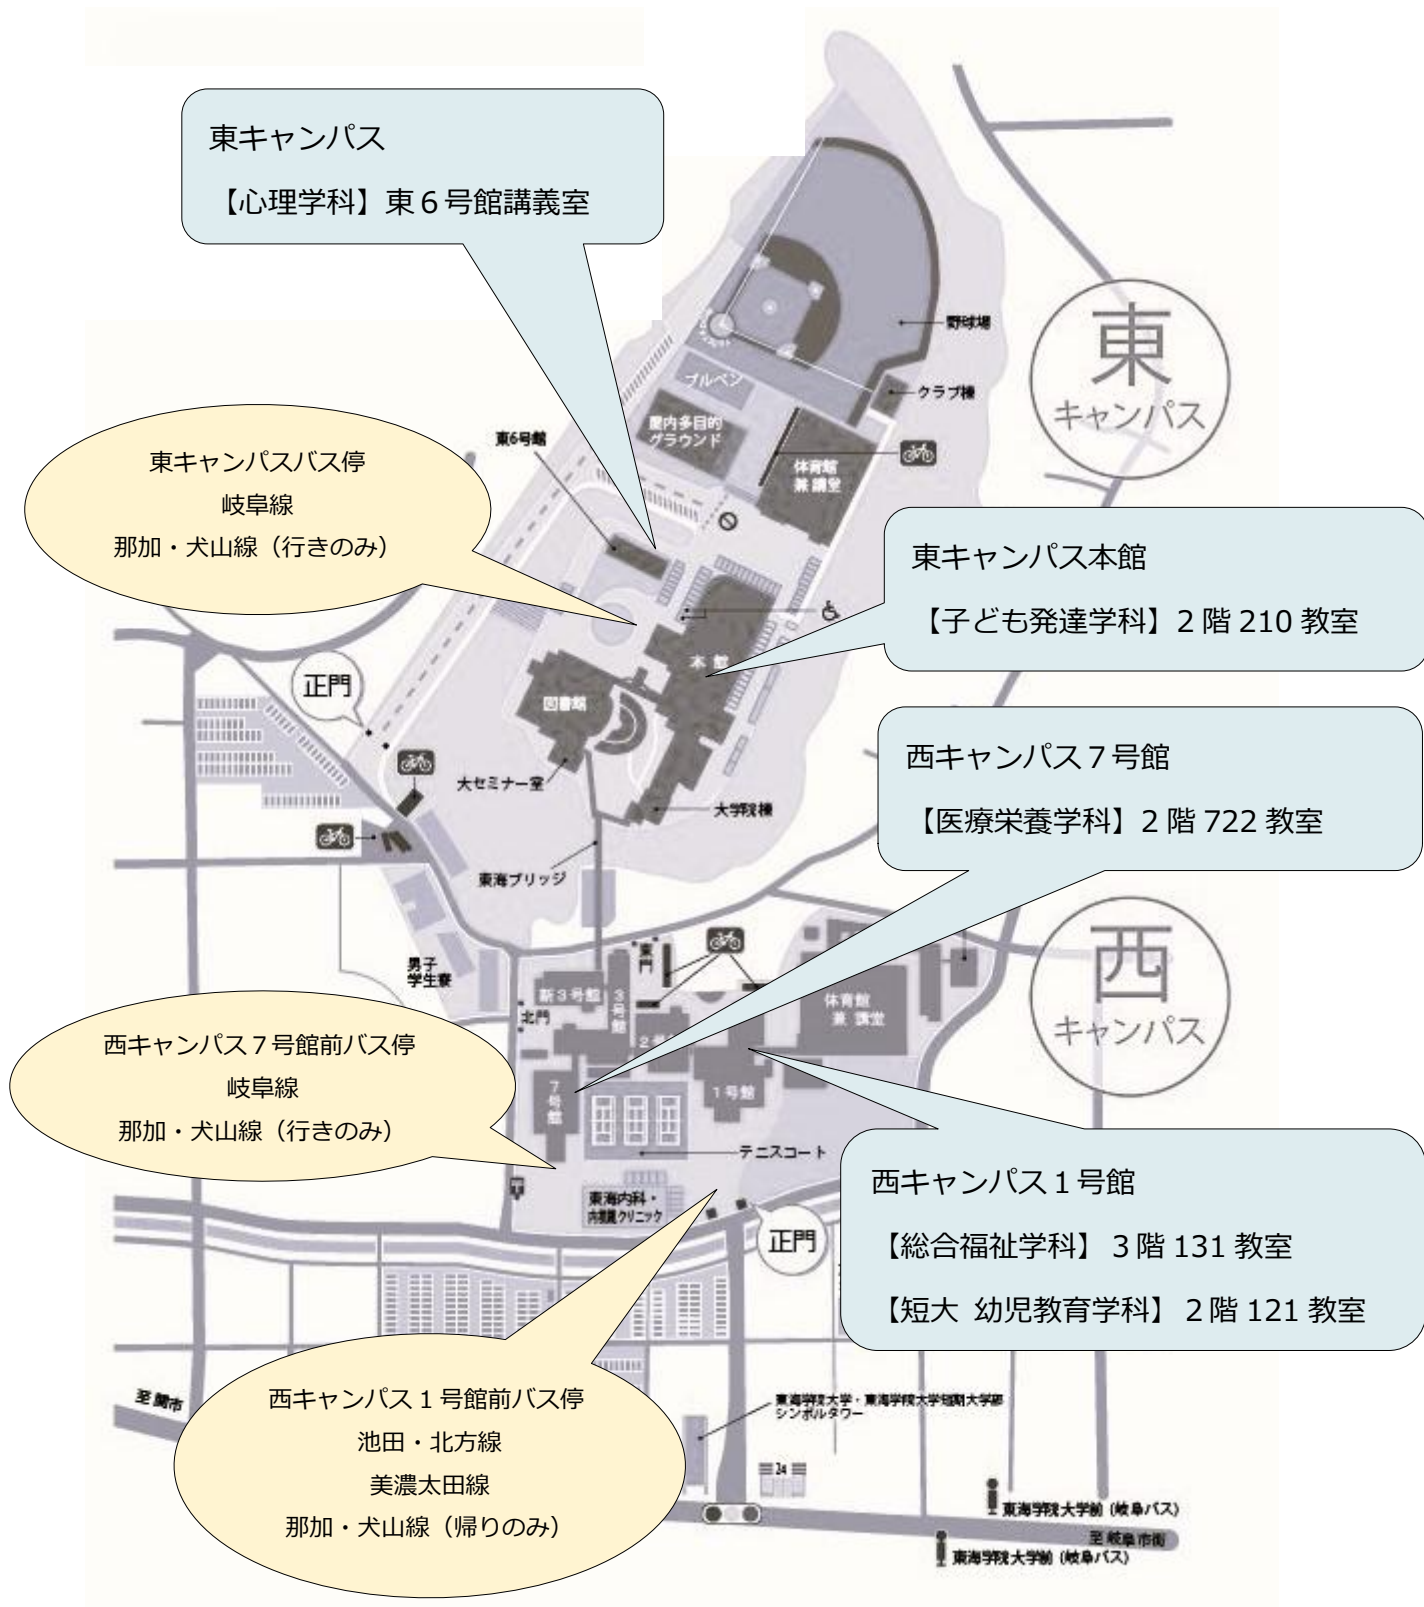 東キャンパス
【心理学科】東６号館講義室
野球場
東
キャンパス
ブルペン
クラブ棟
屋内多目的
グラウンド
東6号館
体育館
兼 講堂
東キャンパスバス停
岐阜線
那加・犬山線（行きのみ）
東キャンパス本館
【子ども発達学科】2 階 210 教室
本 館
正門
図書館
西キャンパス７号館
【医療栄養学科】2 階 722 教室
大セミナー室
大学院棟
東海ブリッジ
西
キャンパス
東門
男子
学生寮
新３号館
３号館
体育館
兼 講堂
北門
２号
１号館
７号館
西キャンパス７号館前バス停
岐阜線
那加・犬山線（行きのみ）
テニスコート
西キャンパス１号館
【総合福祉学科】３階 131 教室
【短大 幼児教育学科】２階 121 教室
東海内科・
内視鏡クリニック
正門
西キャンパス１号館前バス停
池田・北方線
美濃太田線
那加・犬山線（帰りのみ）
至 関市
東海学院大学・東海学院大学短期大学部
シンボルタワー
24
東海学院大学前 (岐阜バス)
至 岐阜市街
東海学院大学前 (岐阜バス)